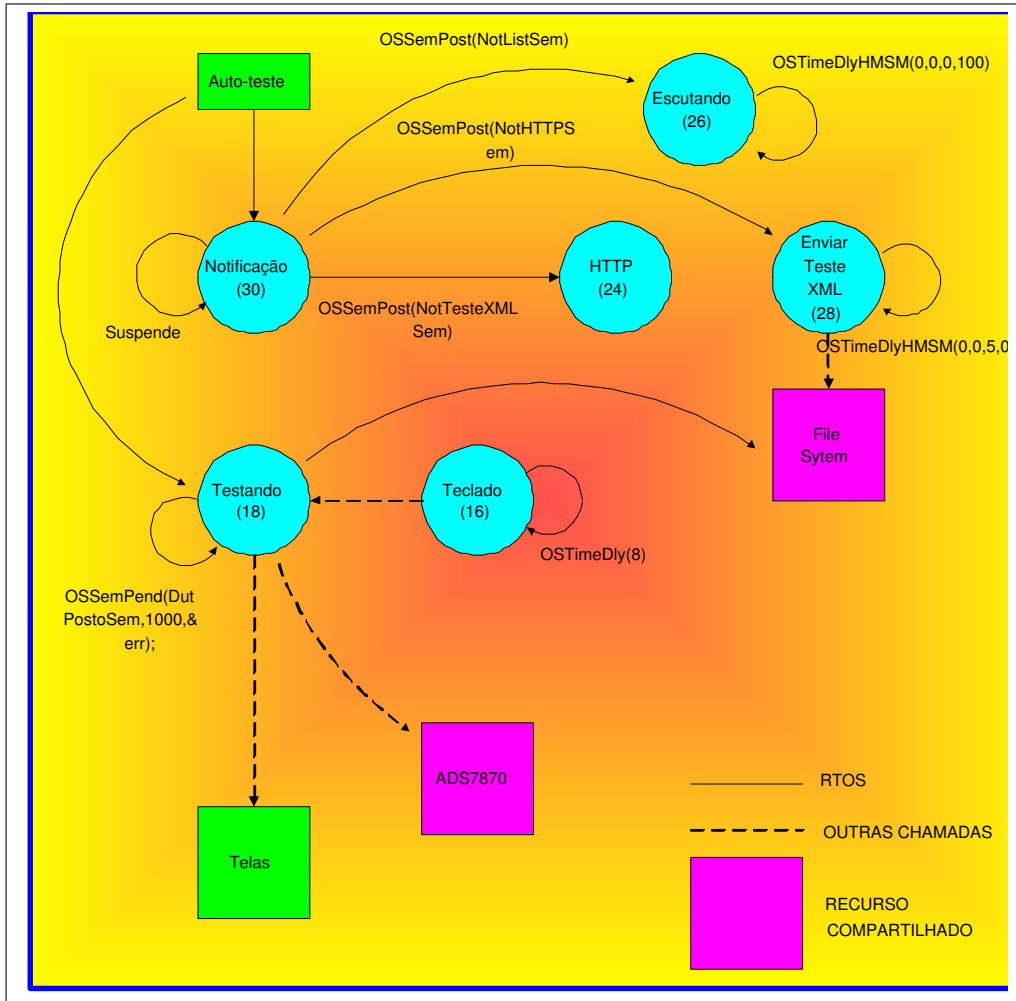 OSSemPost(NotListSem)
Auto-teste
OSTimeDlyHMSM(0,0,0,100)
Escutando
(26)
OSSemPost(NotHTTPS
em)
Notificação
(30)
HTTP
(24)
Enviar
Teste
XML
(28)
OSSemPost(NotTesteXML
Sem)
Suspende
OSTimeDlyHMSM(0,0,5,0
File
Sytem
Testando
(18)
Teclado
(16)
OSTimeDly(8)
OSSemPend(Dut
PostoSem,1000,&
err);
ADS7870
RTOS
OUTRAS CHAMADAS
Telas
RECURSO
COMPARTILHADO